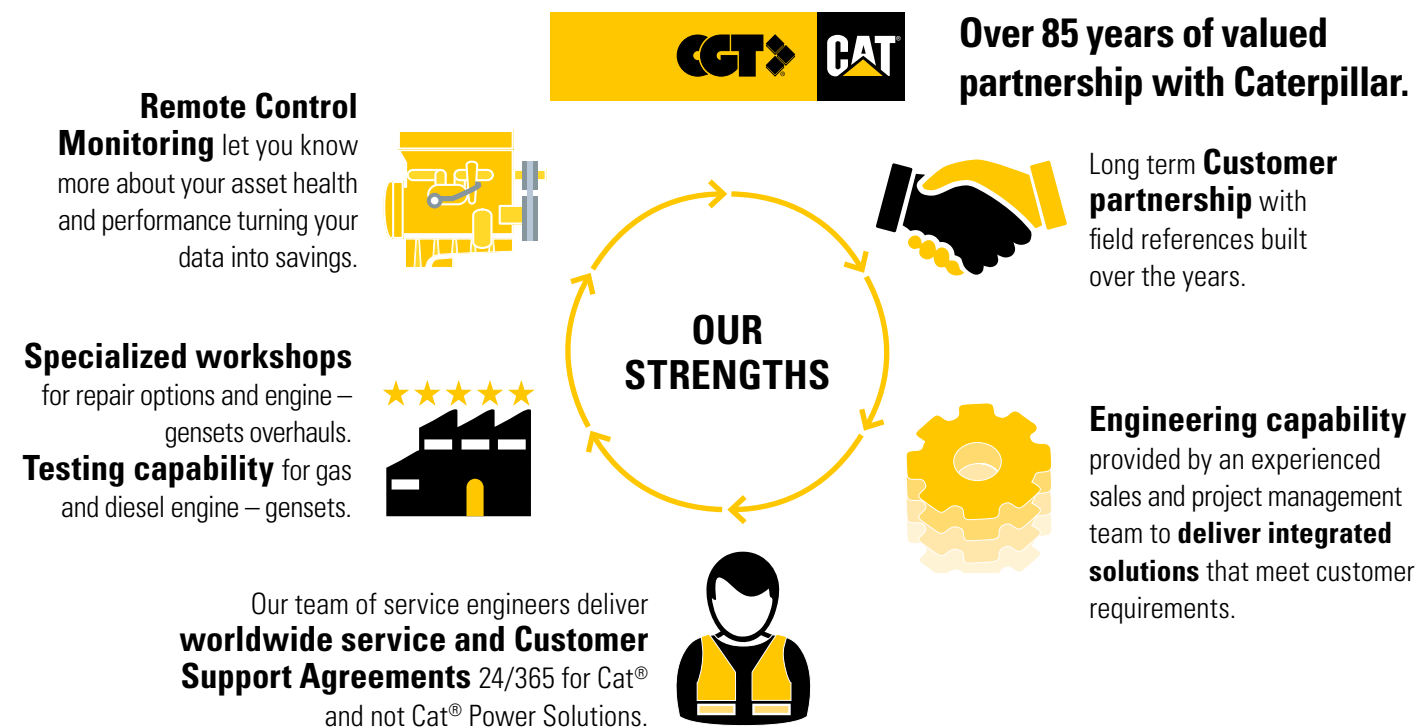 CGT
CAT
Over 85 years of valued
partnership with Caterpillar.
Long term Customer
partnership with
field references built
over the years.
Engineering capability
provided by an experienced
sales and project management
team to deliver integrated
solutions that meet customer
requirements.
Our team of service engineers deliver
worldwide service and Customer
Support Agreements 24/365 for Cat®
and not Cat® Power Solutions.
Specialized workshops
for repair options and engine –
gensets overhauls.
Testing capability for gas
and diesel engine – gensets.
Remote Control
Monitoring let you know
more about your asset health
and performance turning your
data into savings.
OUR
STRENGTHS